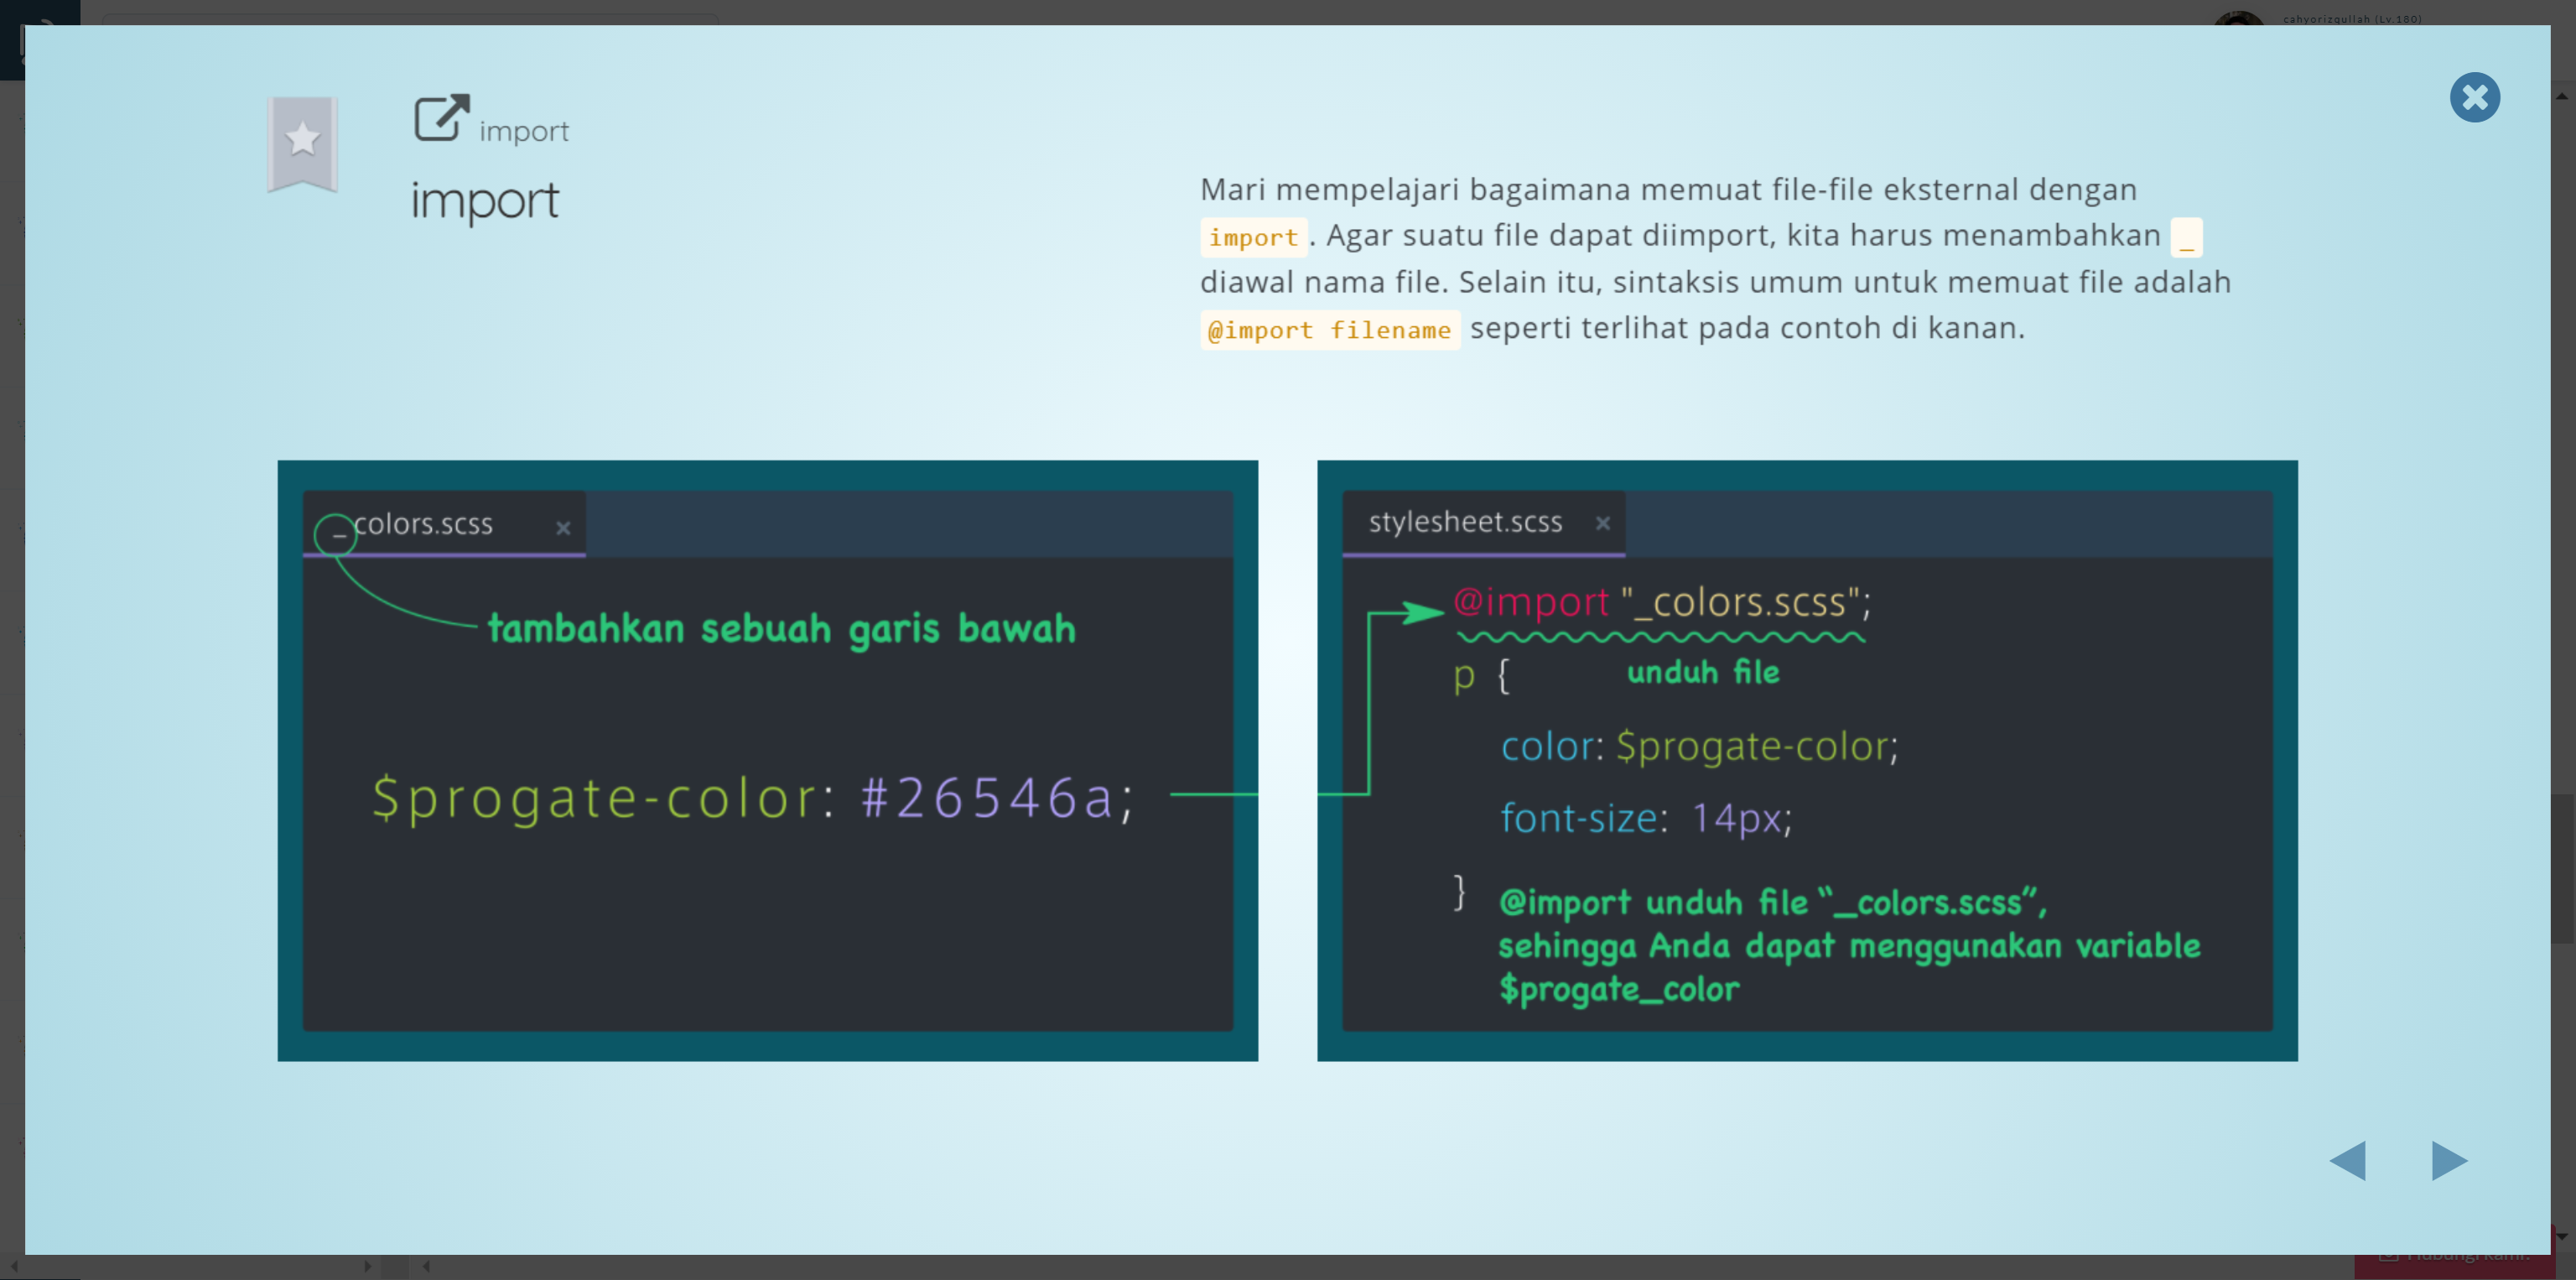 cahyorizqullah (Lv.180)
import
import
Mari mempelajari bagaimana memuat file-file eksternal dengan
import . Agar suatu file dapat diimport, kita harus menambahkan _
diawal nama file. Selain itu, sintaksis umum untuk memuat file adalah
@import filename seperti terlihat pada contoh di kanan.
_colors.scss ×
tambahkan sebuah garis bawah
$progate-color: #26546a;
stylesheet.scss ×
@import "_colors.scss";
p {
unduh file
color: $progate-color;
font-size: 14px;
}
@import unduh file “_colors.scss”,
sehingga Anda dapat menggunakan variable
$progate_color
Hubungi kami.